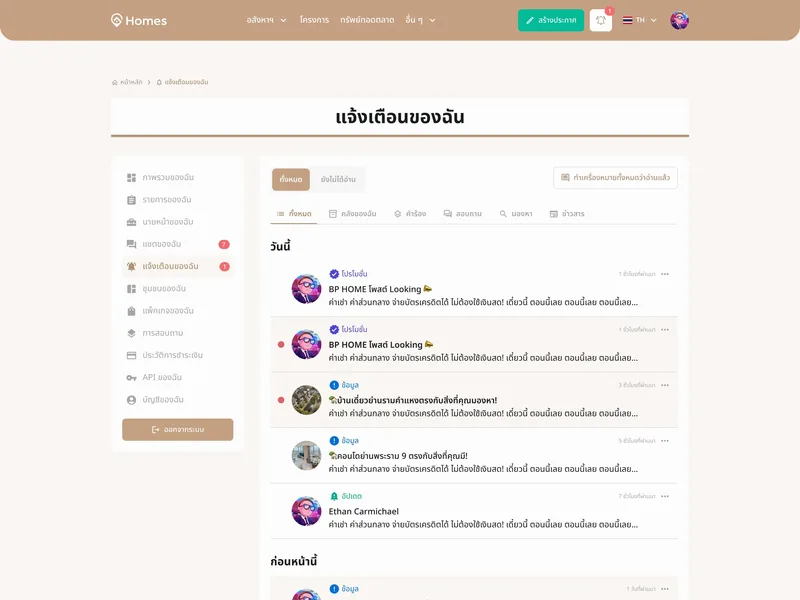 Homes
อสังหาฯ
โครงการ
ทรัพย์ทอดตลาด
อื่น ๆ
สร้างประกาศ
1
TH
หน้าหลัก
แจ้งเตือนของฉัน
แจ้งเตือนของฉัน
ภาพรวมของฉัน
รายการของฉัน
นายหน้าของฉัน
แชตของฉัน 7
แจ้งเตือนของฉัน 1
ชุมชนของฉัน
แพ็กเกจของฉัน
การสอบถาม
ประวัติการชำระเงิน
API ของฉัน
บัญชีของฉัน
ออกจากระบบ
ทั้งหมด
ยังไม่ได้อ่าน
ทำเครื่องหมายทั้งหมดว่าอ่านแล้ว
ทั้งหมด
คลังของฉัน
คำร้อง
สอบถาม
มองหา
ข่าวสาร
วันนี้
โปรโมชั่น
1 ชั่วโมงที่ผ่านมา
BP HOME โพสต์ Looking
ค่าเช่า ค่าส่วนกลาง จ่ายบัตรเครดิตได้ ไม่ต้องใช้เงินสด! เดี๋ยวนี้ ตอนนี้เลย ตอนนี้เลย ตอนนี้เลย...
โปรโมชั่น
1 ชั่วโมงที่ผ่านมา
BP HOME โพสต์ Looking
ค่าเช่า ค่าส่วนกลาง จ่ายบัตรเครดิตได้ ไม่ต้องใช้เงินสด! เดี๋ยวนี้ ตอนนี้เลย ตอนนี้เลย ตอนนี้เลย...
ข้อมูล
3 ชั่วโมงที่ผ่านมา
บ้านเดี่ยวย่านรามคำแหงตรงกับสิ่งที่คุณมองหา!
ค่าเช่า ค่าส่วนกลาง จ่ายบัตรเครดิตได้ ไม่ต้องใช้เงินสด! เดี๋ยวนี้ ตอนนี้เลย ตอนนี้เลย ตอนนี้เลย...
ข้อมูล
5 ชั่วโมงที่ผ่านมา
คอนโดย่านพระราม 9 ตรงกับสิ่งที่คุณมี!
ค่าเช่า ค่าส่วนกลาง จ่ายบัตรเครดิตได้ ไม่ต้องใช้เงินสด! เดี๋ยวนี้ ตอนนี้เลย ตอนนี้เลย ตอนนี้เลย...
อัปเดต
7 ชั่วโมงที่ผ่านมา
Ethan Carmichael
ค่าเช่า ค่าส่วนกลาง จ่ายบัตรเครดิตได้ ไม่ต้องใช้เงินสด! เดี๋ยวนี้ ตอนนี้เลย ตอนนี้เลย ตอนนี้เลย...
ก่อนหน้านี้
ข้อมูล
1 วันที่ผ่านมา